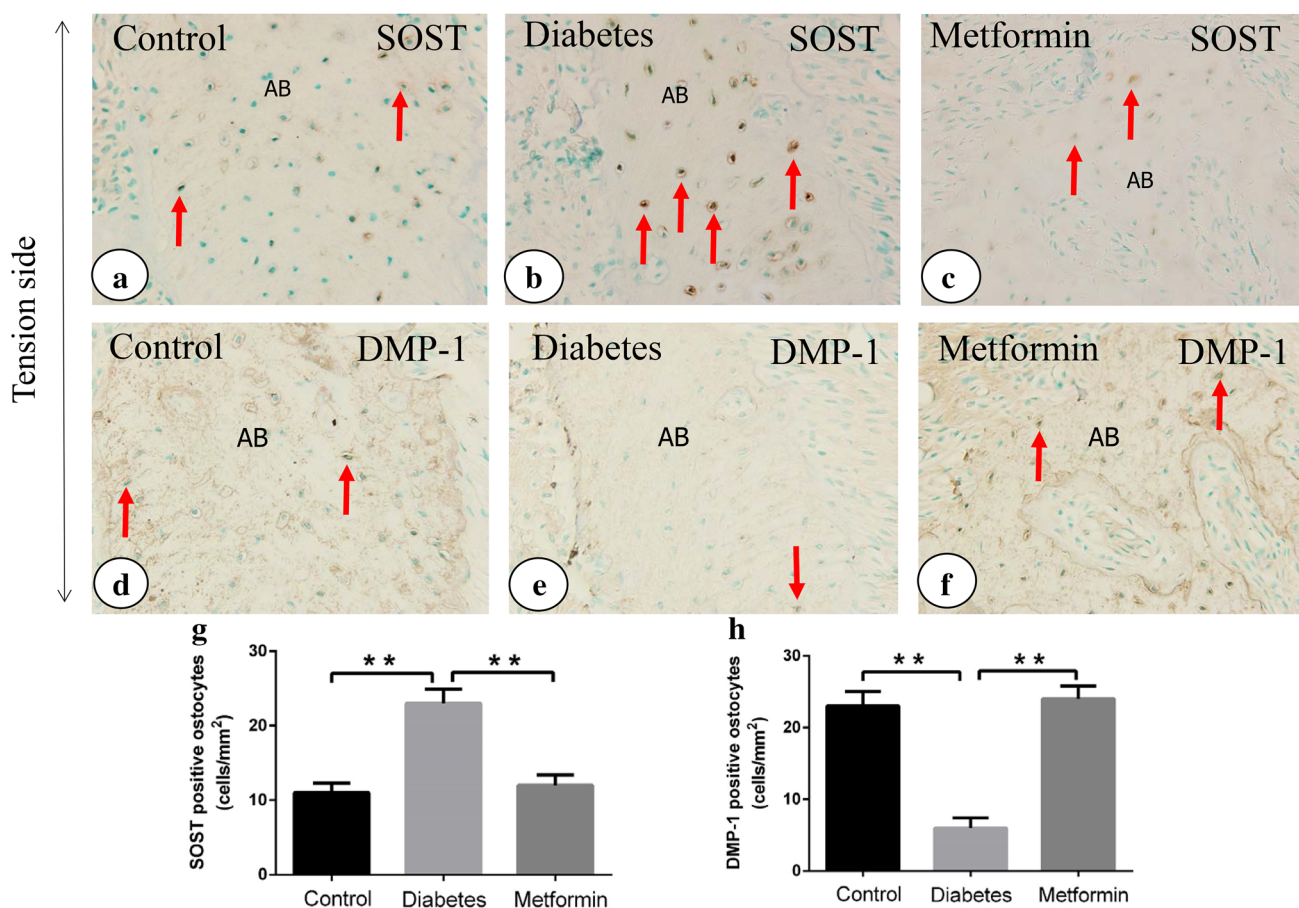 Tension side
Control SOST
AB
a
Diabetes SOST
AB
b
Metformin SOST
AB
c
Control DMP-1
AB
d
Diabetes DMP-1
AB
e
Metformin DMP-1
AB
f
g
SOST positive ostocytes
(cells/mm²)
30
20
10
0
* *
* *
Control Diabetes Metformin
h
DMP-1 positive ostocytes
(cells/mm²)
30
20
10
0
* *
* *
Control Diabetes Metformin